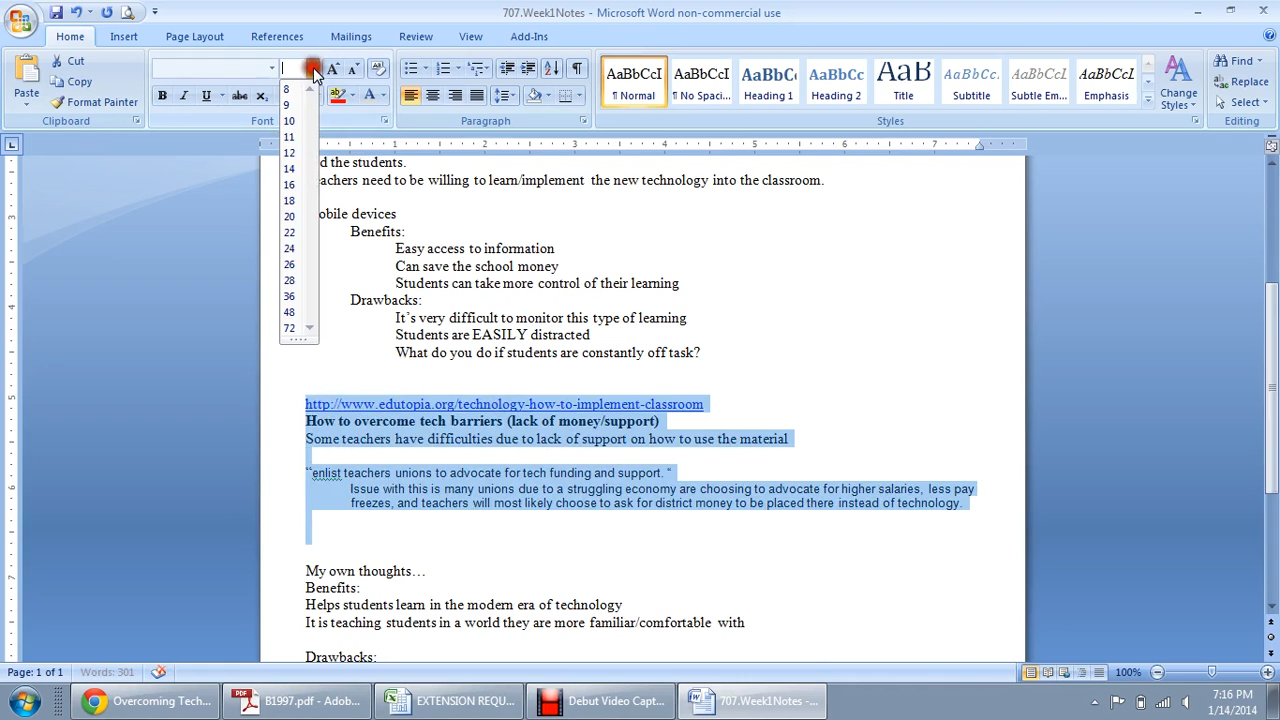 707.Week1Notes - Microsoft Word non-commercial use
Home Insert Page Layout References Mailings Review View Add-Ins
Paste
Cut
Copy
Format Painter
Clipboard
Font
Paragraph
AaBbCcI AaBbCcI AaBbC AaBbCcI AaB AaBbCcI AaBbCcI AaBbCcI
¶ Normal ¶ No Spaci... Heading 1 Heading 2 Title Subtitle Subtle Em... Emphasis
Change Styles
Styles
Find
Replace
Select
Editing
8
9
10
11
12
14
16
18
20
22
24
26
28
36
48
72
1 2 3 4 5 6 7
d the students.
achers need to be willing to learn/implement the new technology into the classroom.
obile devices
Benefits:
Easy access to information
Can save the school money
Students can take more control of their learning
Drawbacks:
It's very difficult to monitor this type of learning
Students are EASILY distracted
What do you do if students are constantly off task?
http://www.edutopia.org/technology-how-to-implement-classroom
How to overcome tech barriers (lack of money/support)
Some teachers have difficulties due to lack of support on how to use the material
“enlist teachers unions to advocate for tech funding and support. “
Issue with this is many unions due to a struggling economy are choosing to advocate for higher salaries, less pay
freezes, and teachers will most likely choose to ask for district money to be placed there instead of technology.
My own thoughts…
Benefits:
Helps students learn in the modern era of technology
It is teaching students in a world they are more familiar/comfortable with
Drawbacks:
Page: 1 of 1 Words: 301 100%
Overcoming Tech... B1997.pdf - Adob... EXTENSION REQU... Debut Video Capt... 707.Week1Notes -...
7:16 PM
1/14/2014